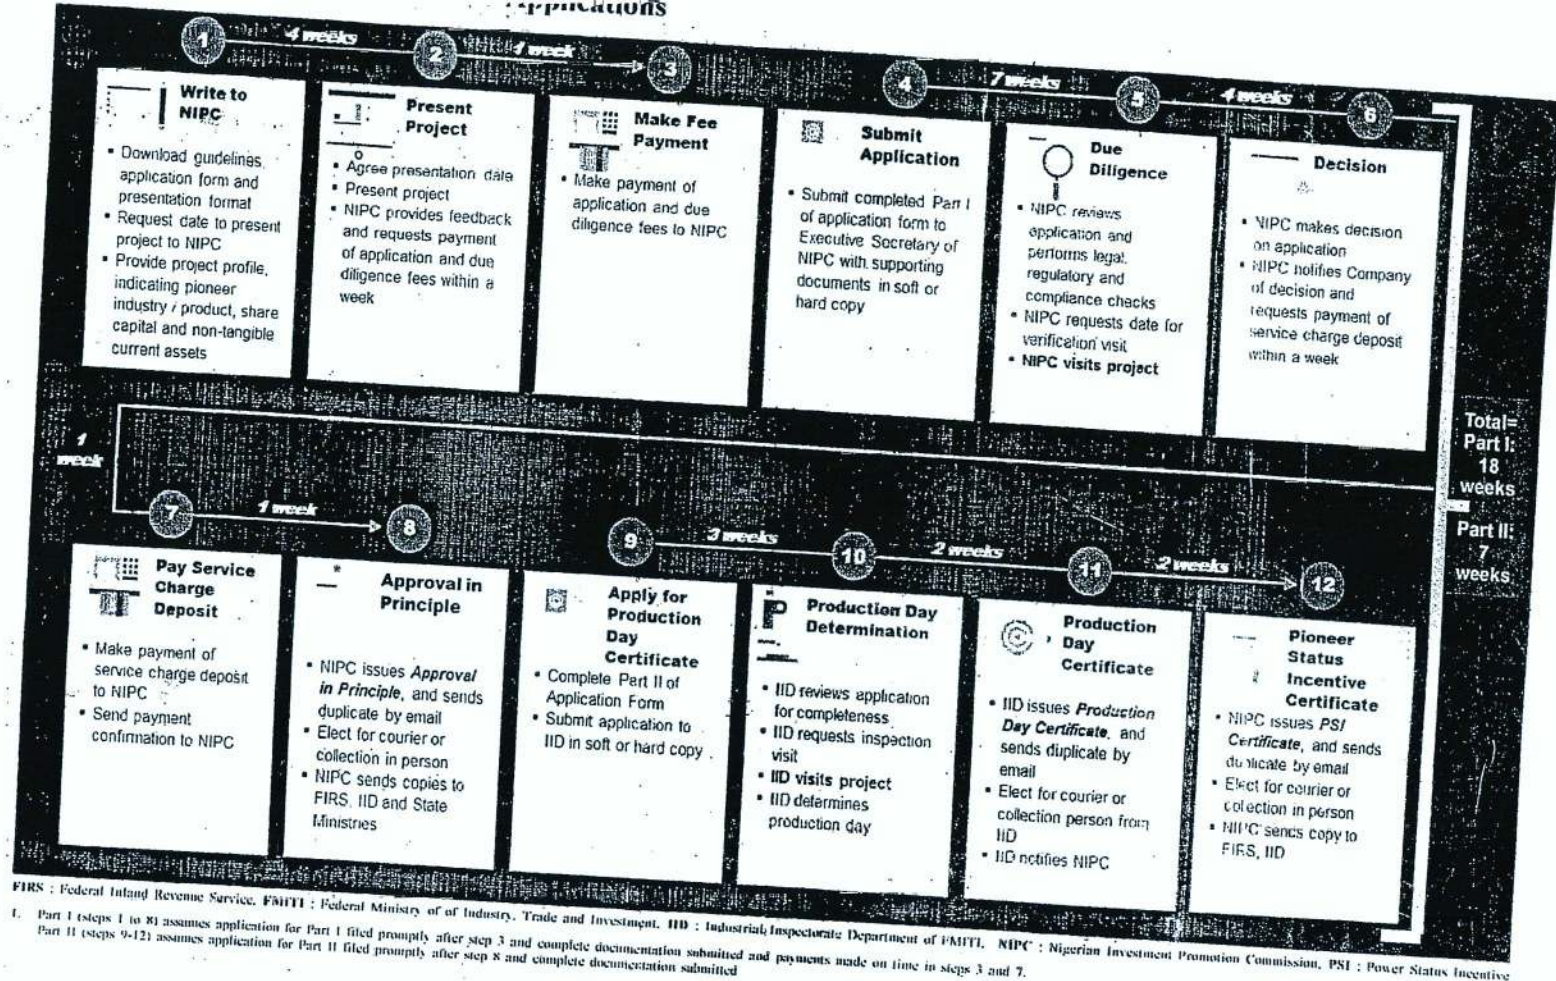 Applications
1
4 weeks
2
1 week
3
4
7 weeks
5
4 weeks
6
Write to
NIPC
▪ Download guidelines,
application form and
presentation format
▪ Request date to present
project to NIPC
▪ Provide project profile,
indicating pioneer
industry / product, share
capital and non-tangible
current assets
Present
Project
▪ Agree presentation date
▪ Present project
▪ NIPC provides feedback
and requests payment
of application and due
diligence fees within a
week
Make Fee
Payment
▪ Make payment of
application and due
diligence fees to NIPC
Submit
Application
▪ Submit completed Part I
of application form to
Executive Secretary of
NIPC with supporting
documents in soft or
hard copy
Due
Diligence
▪ NIPC reviews
application and
performs legal,
regulatory and
compliance checks
▪ NIPC requests date for
verification visit
▪ NIPC visits project
Decision
▪ NIPC makes decision
on application
▪ NIPC notifies Company
of decision and
requests payment of
service charge deposit
within a week
Total=
Part I:
18
weeks
Part II:
7
weeks
1
week
7
1 week
8
9
3 weeks
10
2 weeks
11
2 weeks
12
Pay Service
Charge
Deposit
▪ Make payment of
service charge deposit
to NIPC
▪ Send payment
confirmation to NIPC
Approval in
Principle
▪ NIPC issues Approval
in Principle, and sends
duplicate by email
▪ Elect for courier or
collection in person
▪ NIPC sends copies to
FIRS, IID and State
Ministries
Apply for
Production
Day
Certificate
▪ Complete Part II of
Application Form
▪ Submit application to
IID in soft or hard copy
Production Day
Determination
▪ IID reviews application
for completeness
▪ IID requests inspection
visit
▪ IID visits project
▪ IID determines
production day
Production
Day
Certificate
▪ IID issues Production
Day Certificate, and
sends duplicate by
email
▪ Elect for courier or
collection person from
IID
▪ IID notifies NIPC
Pioneer
Status
Incentive
Certificate
▪ NIPC issues PSI
Certificate, and sends
duplicate by email
▪ Elect for courier or
collection in person
▪ NIPC sends copy to
FIRS, IID
FIRS : Federal Inland Revenue Service, FMITI : Federal Ministry of of Industry, Trade and Investment, IID : Industrial Inspectorate Department of FMITI, NIPC : Nigerian Investment Promotion Commission, PSI : Power Status Incentive
1. Part I (steps 1 to 8) assumes application for Part I filed promptly after step 3 and complete documentation submitted and payments made on time in steps 3 and 7.
Part II (steps 9-12) assumes application for Part II filed promptly after step 8 and complete documentation submitted